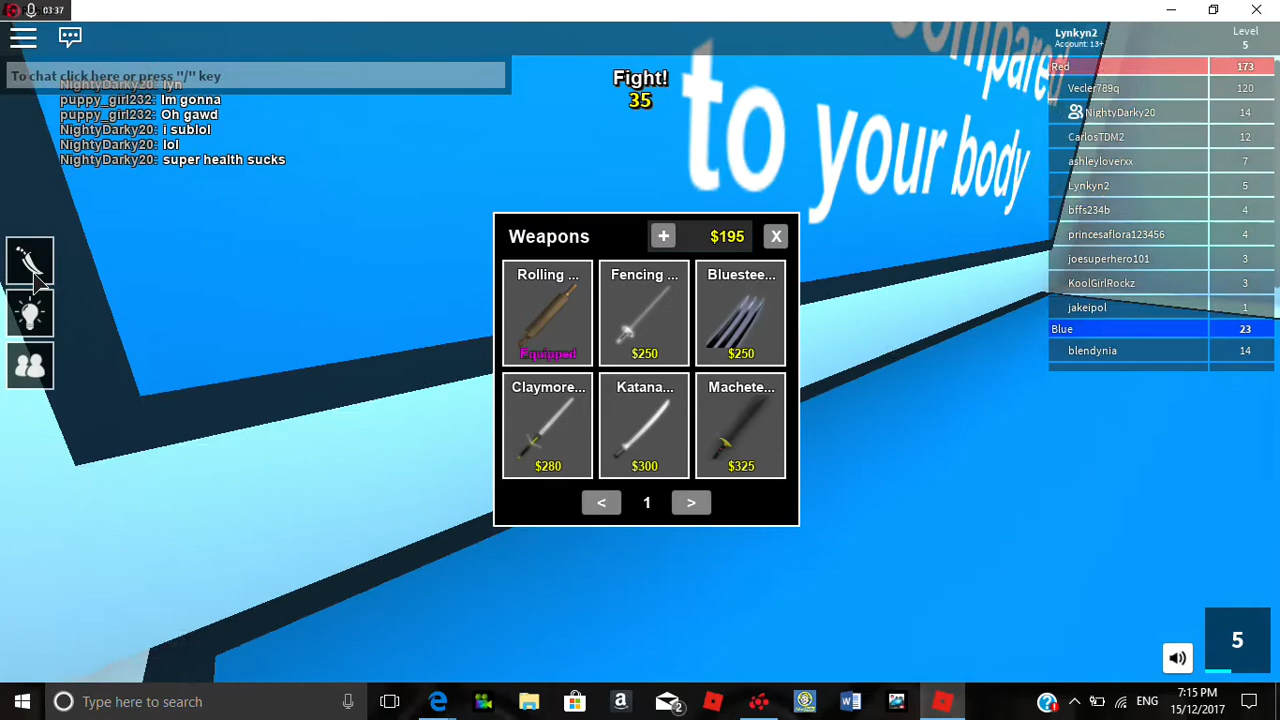 03:37
Lynkyn2
Account: 13+
Level
5
To chat click here or press "/" key
NightyDarky20: lyn
puppy_girl232: Im gonna
puppy_girl232: Oh gawd
NightyDarky20: i sublol
NightyDarky20: lol
NightyDarky20: super health sucks
Fight!
35
compared
to your body
Red 173
Vecler789q 120
NightyDarky20 14
CarlosTDM2 12
ashleyloverxx 7
Lynkyn2 5
bffs234b 4
princesaflora123456 4
joesuperhero101 3
KoolGirlRockz 3
jakeipol 1
Blue 23
blendynia 14
Weapons + $195 X
Rolling ... Fencing ... Bluestee...
Equipped $250 $250
Claymore... Katana... Machete...
$280 $300 $325
< 1 >
5
Type here to search
2
ENG
7:15 PM
15/12/2017